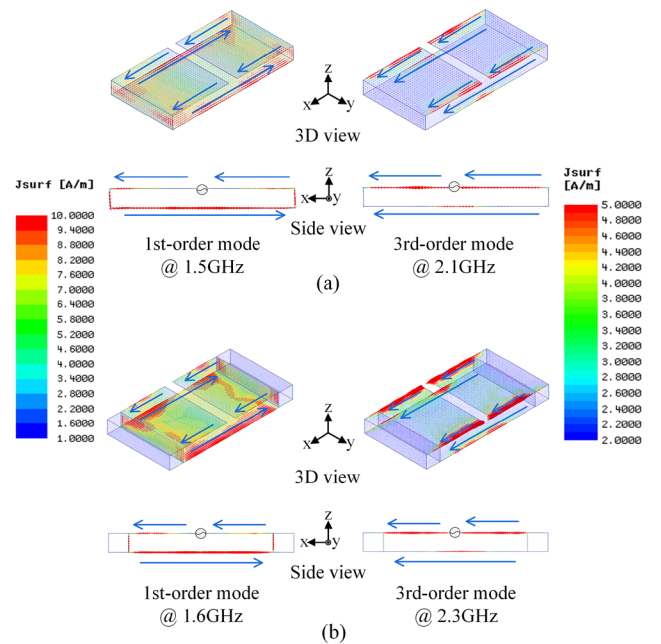 z
x
y
3D view
z
x
y
3D view
Jsurf [A/m]
10.0000
9.4000
8.8000
8.2000
7.6000
7.0000
6.4000
5.8000
5.2000
4.6000
4.0000
3.4000
2.8000
2.2000
1.6000
1.0000
z
x
y
Side view
1st-order mode
@ 1.5GHz
3rd-order mode
@ 2.1GHz
(a)
Jsurf
[A/m]
5.0000
4.8000
4.6000
4.4000
4.2000
4.0000
3.8000
3.6000
3.4000
3.2000
3.0000
2.8000
2.6000
2.4000
2.2000
2.0000
z
x
y
Side view
1st-order mode
@ 1.6GHz
3rd-order mode
@ 2.3GHz
(b)